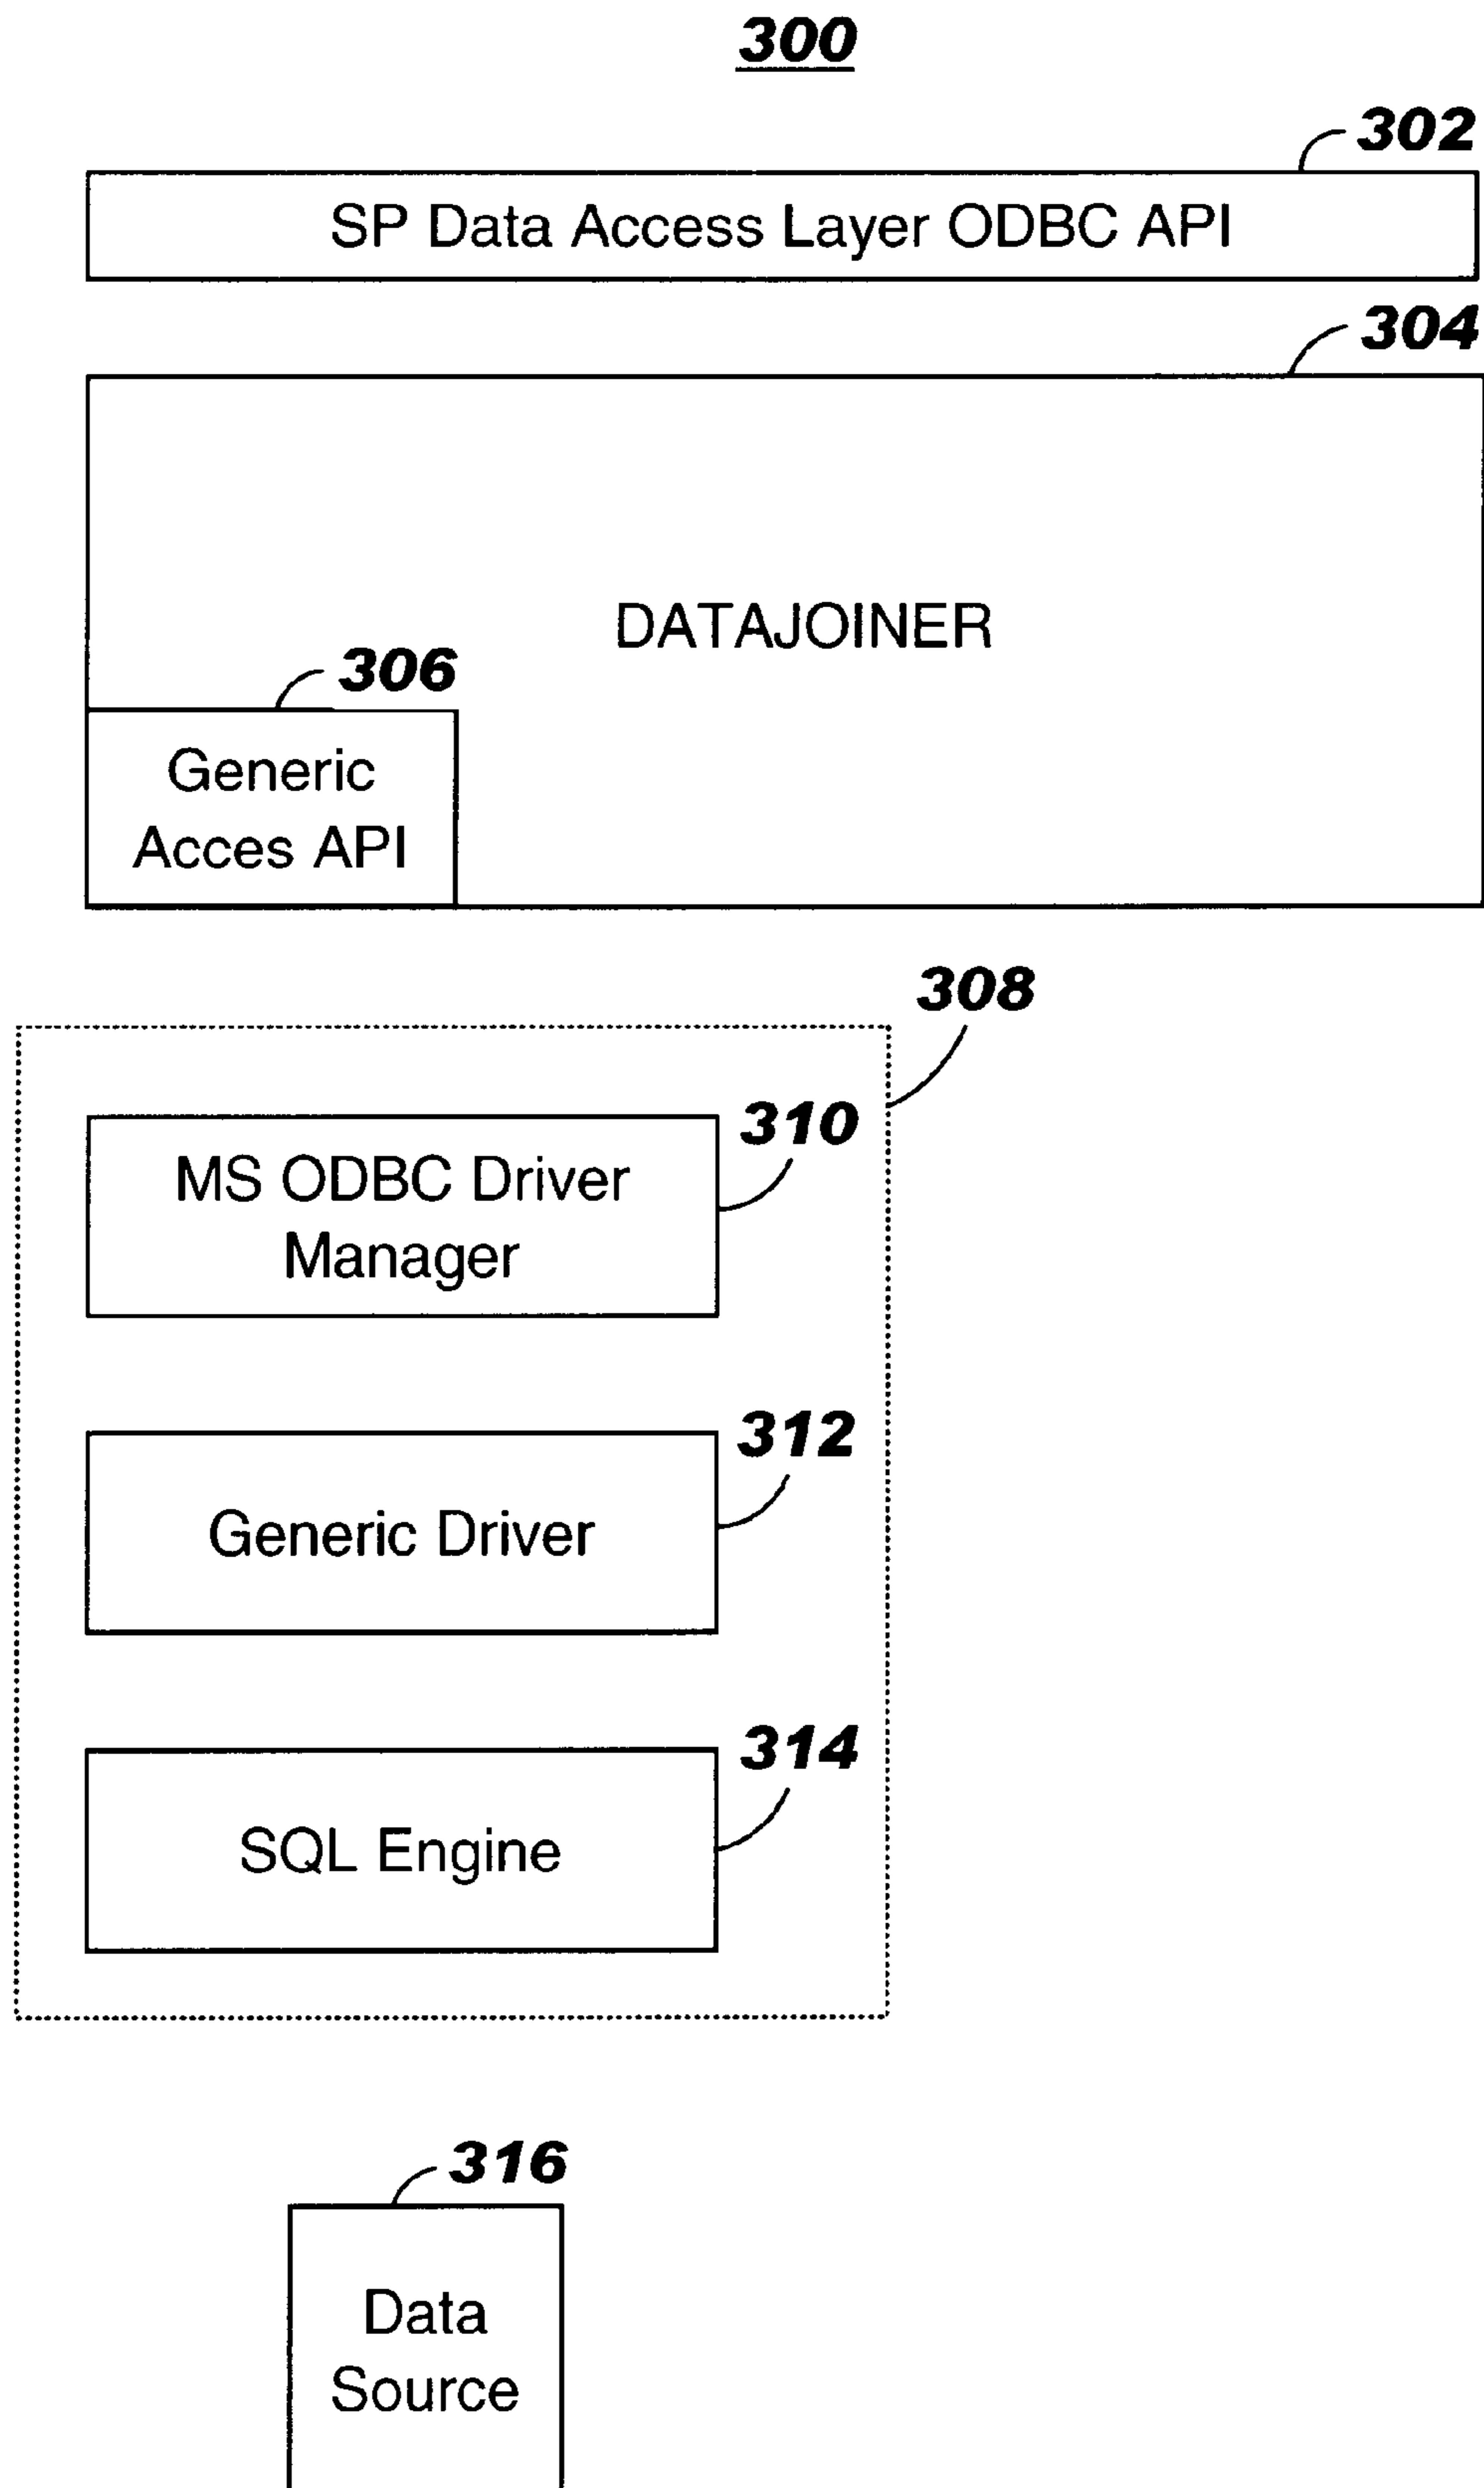 300
302
SP Data Access Layer ODBC API
304
DATAJOINER
306
Generic
Acces API
308
310
MS ODBC Driver
Manager
312
Generic Driver
314
SQL Engine
316
Data
Source